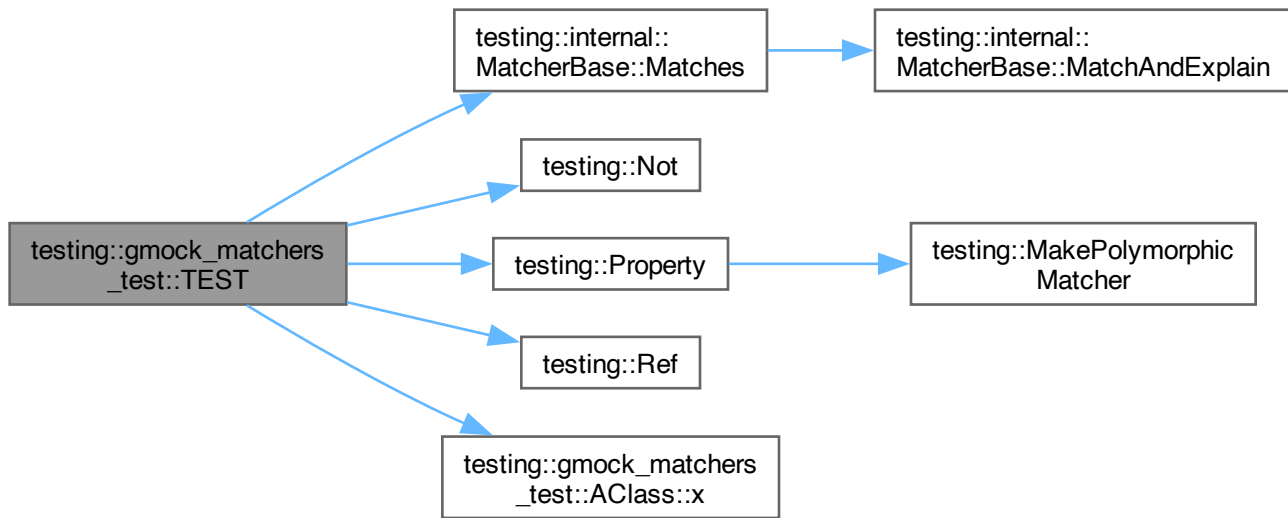 testing::internal::
MatcherBase::Matches
testing::internal::
MatcherBase::MatchAndExplain
testing::Not
testing::gmock_matchers
_test::TEST
testing::Property
testing::MakePolymorphic
Matcher
testing::Ref
testing::gmock_matchers
_test::AClass::x